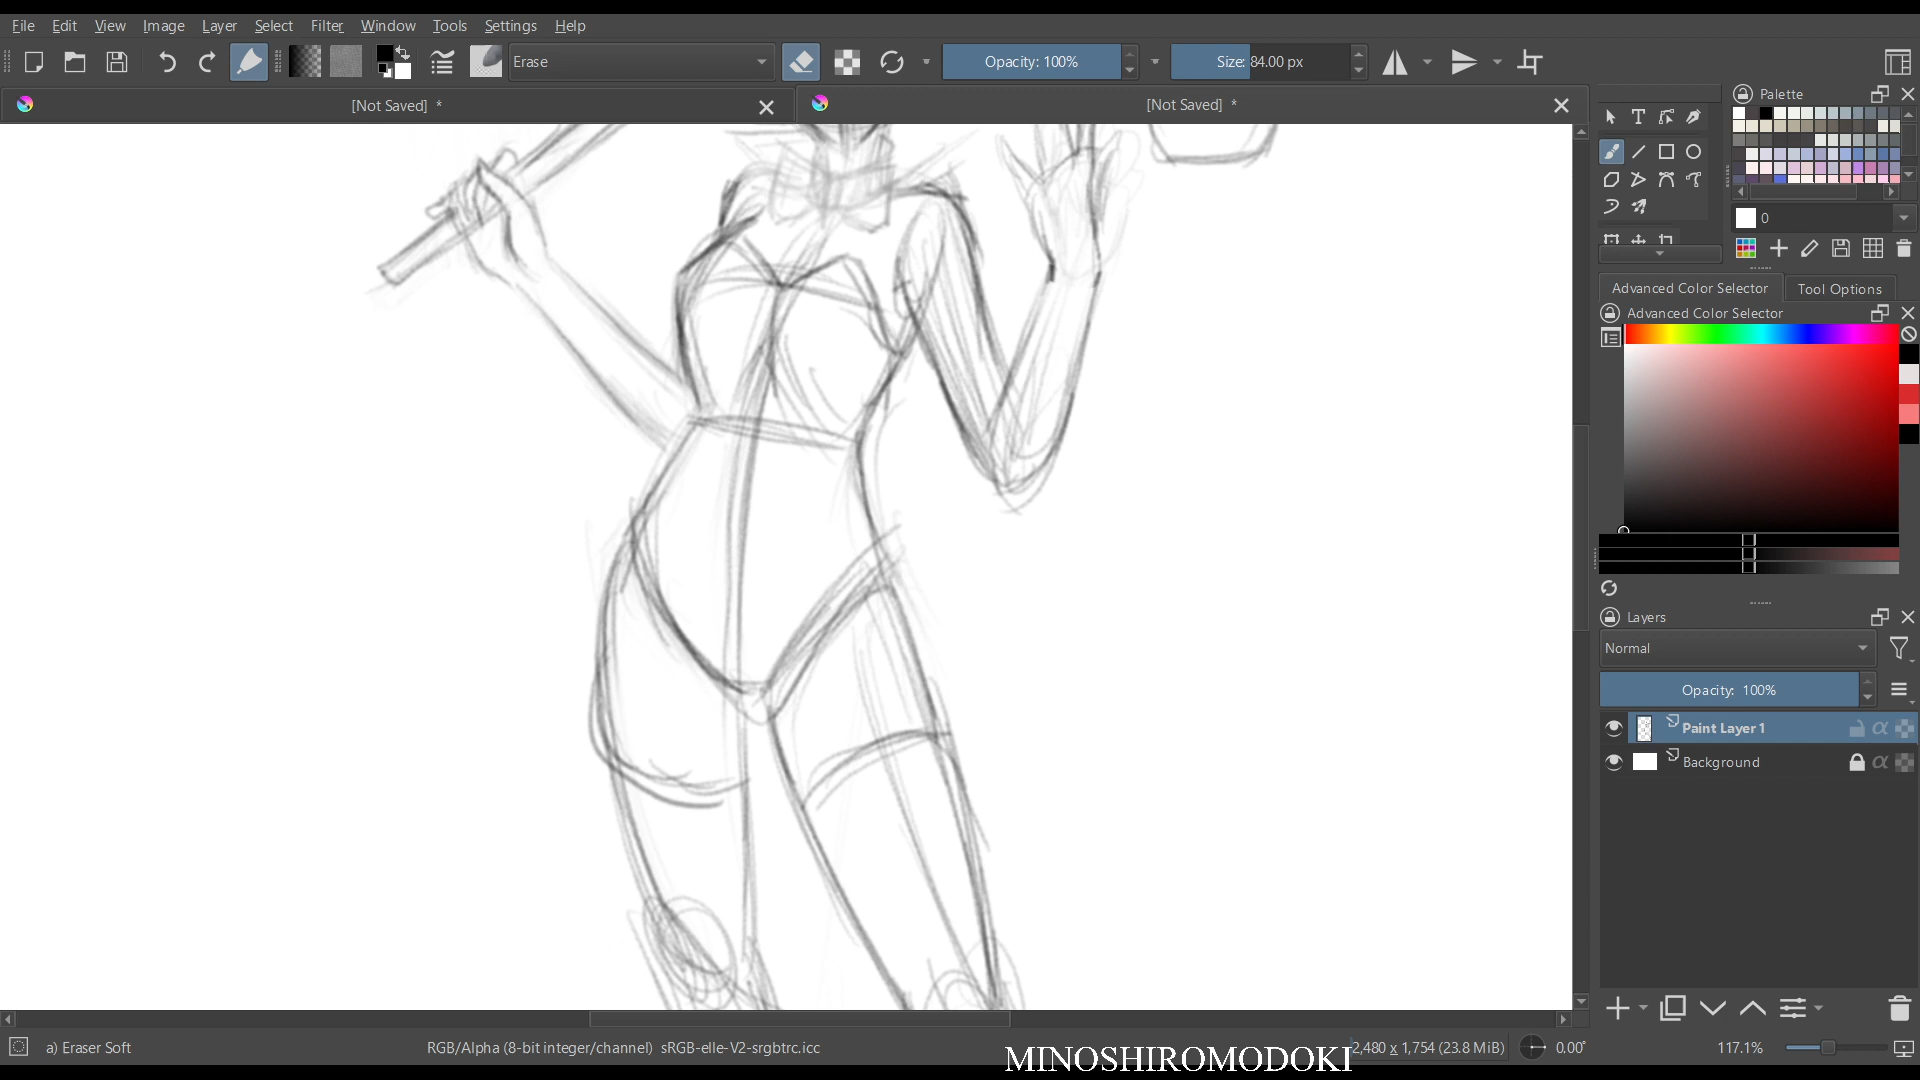 File Edit View Image Layer Select Filter Window Tools Settings Help
Erase Opacity: 100% Size: 84.00 px
[Not Saved] * [Not Saved] *
Palette
0
Advanced Color Selector Tool Options
Advanced Color Selector
Layers
Normal
Opacity: 100%
Paint Layer 1
Background
a) Eraser Soft RGB/Alpha (8-bit integer/channel) sRGB-elle-V2-srgbtrc.icc 2,480 x 1,754 (23.8 MiB) 0.00° 117.1%
MINOSHIROMODOKI